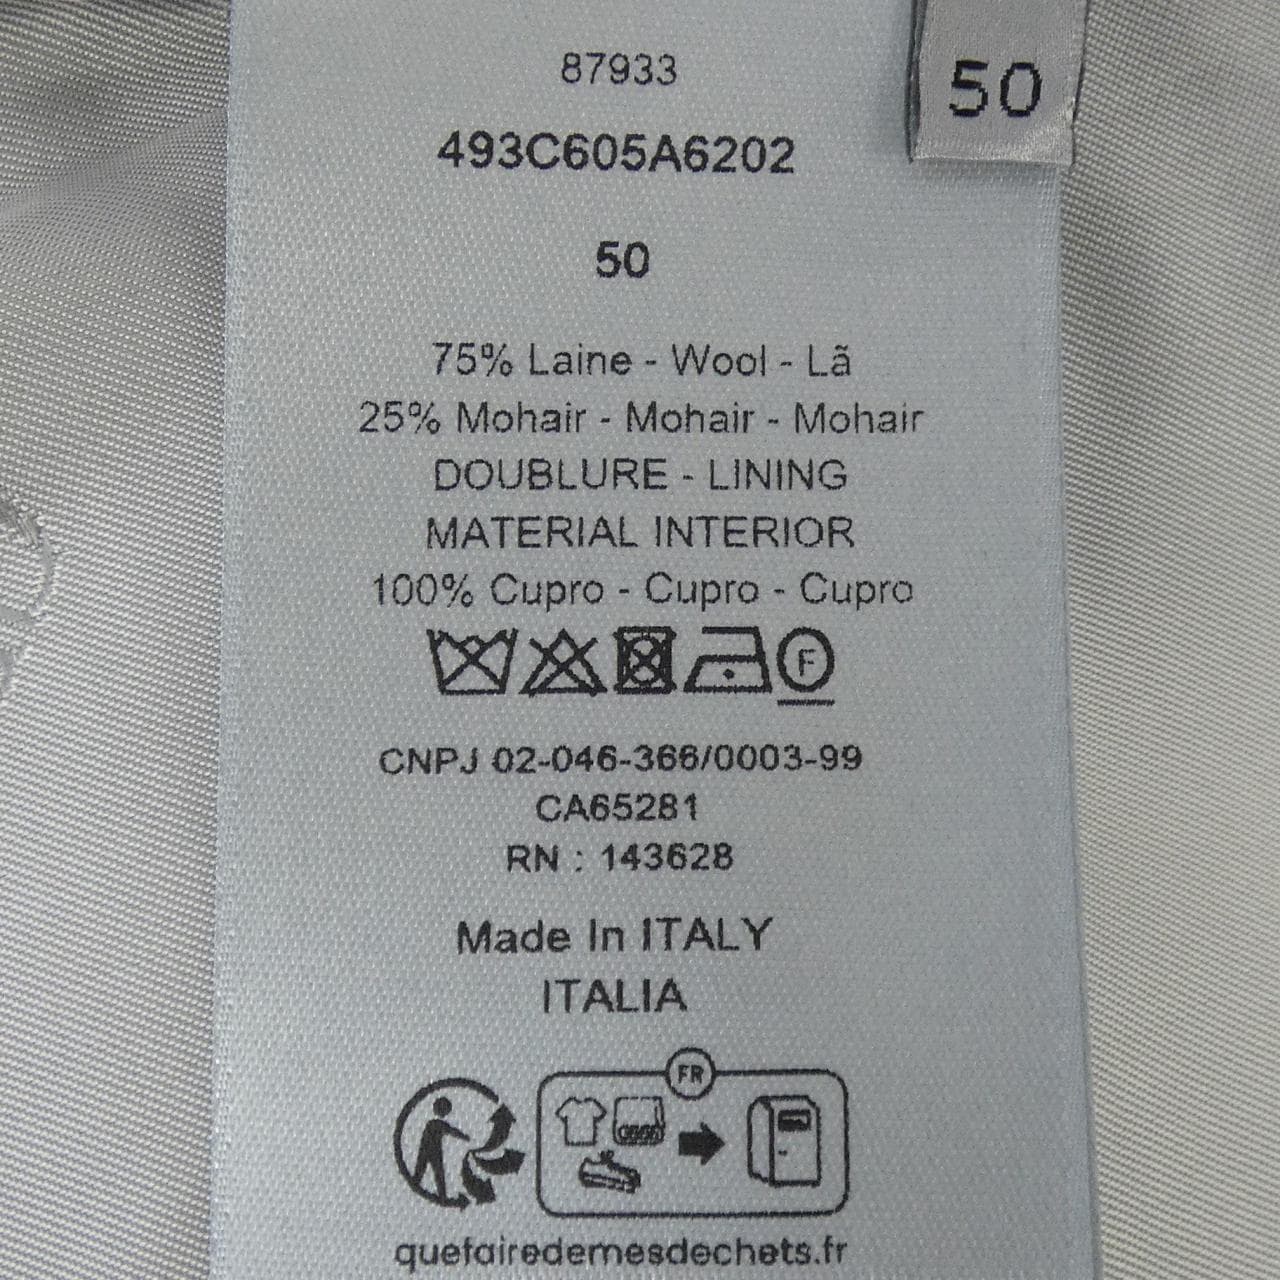 50
87933
493C605A6202
50
75% Laine - Wool - Lã
25% Mohair - Mohair - Mohair
DOUBLURE - LINING
MATERIAL INTERIOR
100% Cupro - Cupro - Cupro
F
CNPJ 02-046-366/0003-99
CA65281
RN : 143628
Made In ITALY
ITALIA
FR
quefairedemesdechets.fr